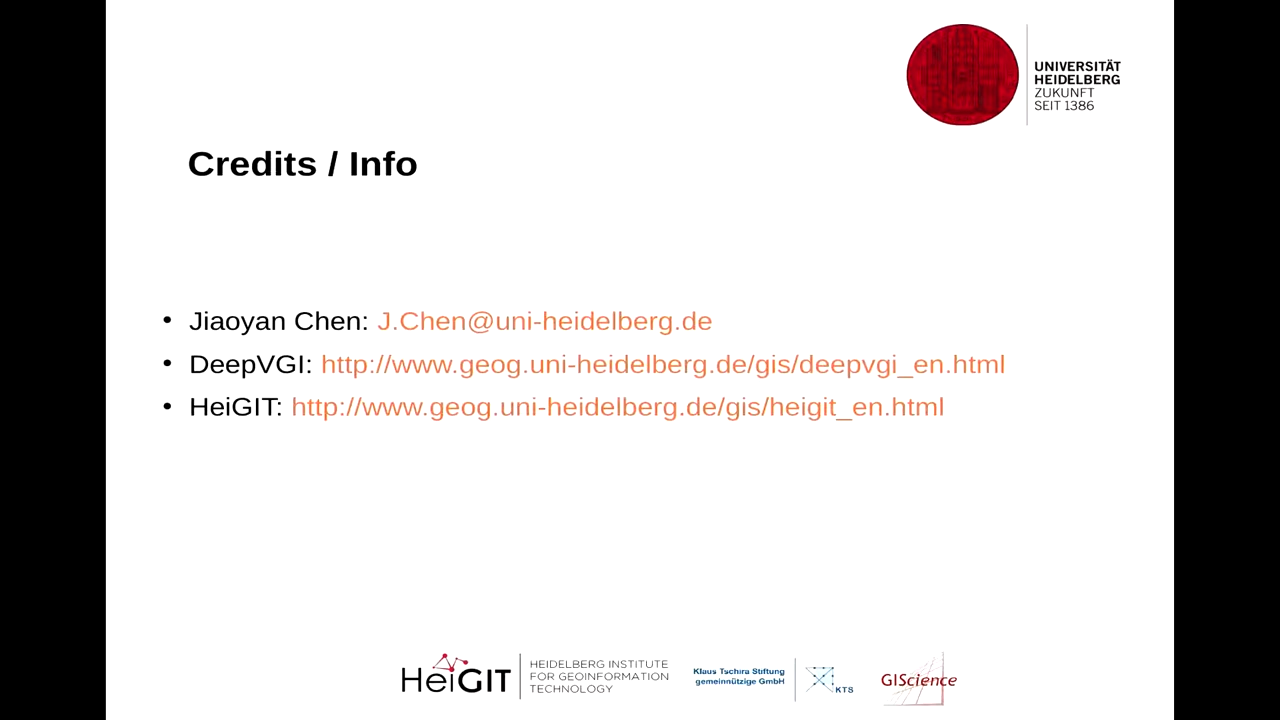 UNIVERSITÄT
HEIDELBERG
ZUKUNFT
SEIT 1386
Credits / Info
• Jiaoyan Chen: J.Chen@uni-heidelberg.de
• DeepVGI: http://www.geog.uni-heidelberg.de/gis/deepvgi_en.html
• HeiGIT: http://www.geog.uni-heidelberg.de/gis/heigit_en.html
HeiGIT
HEIDELBERG INSTITUTE
FOR GEOINFORMATION
TECHNOLOGY
Klaus Tschira Stiftung
gemeinnützige GmbH
KTS
GIScience